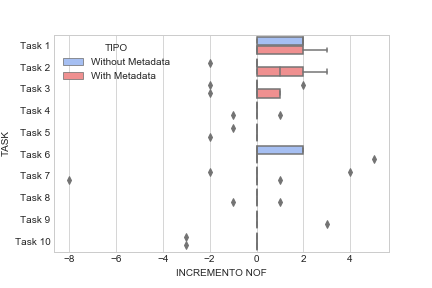 Task 1
Task 2
Task 3
Task 4
Task 5
Task 6
Task 7
Task 8
Task 9
Task 10
TASK
TIPO
Without Metadata
With Metadata
−8 −6 −4 −2 0 2 4
INCREMENTO NOF